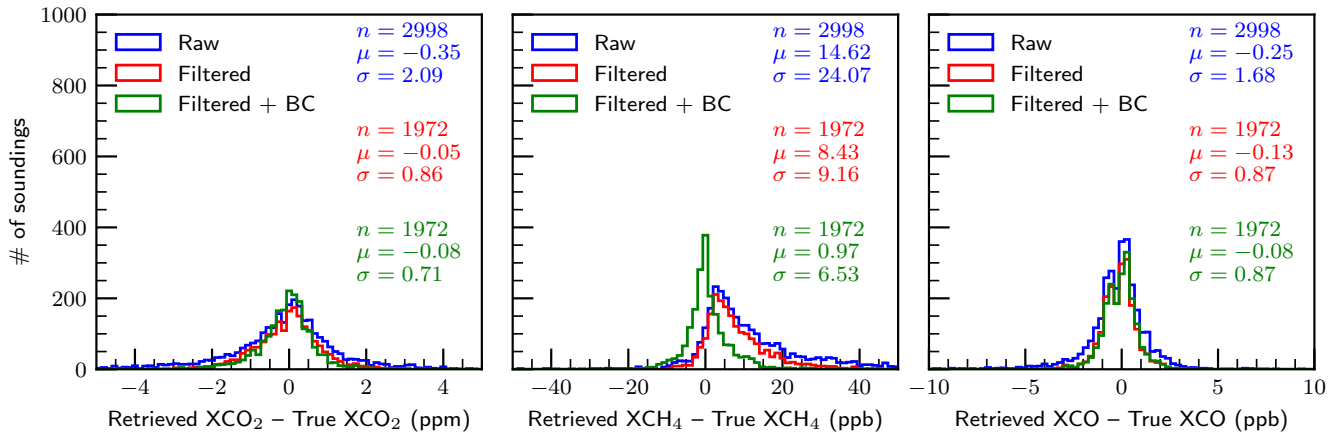 1000
800
600
400
200
0
# of soundings
Raw
Filtered
Filtered + BC
n = 2998
μ = −0.35
σ = 2.09
n = 1972
μ = −0.05
σ = 0.86
n = 1972
μ = −0.08
σ = 0.71
−4 −2 0 2 4
Retrieved XCO₂ – True XCO₂ (ppm)
Raw
Filtered
Filtered + BC
n = 2998
μ = 14.62
σ = 24.07
n = 1972
μ = 8.43
σ = 9.16
n = 1972
μ = 0.97
σ = 6.53
−40 −20 0 20 40
Retrieved XCH₄ – True XCH₄ (ppb)
Raw
Filtered
Filtered + BC
n = 2998
μ = −0.25
σ = 1.68
n = 1972
μ = −0.13
σ = 0.87
n = 1972
μ = −0.08
σ = 0.87
−10 −5 0 5 10
Retrieved XCO – True XCO (ppb)